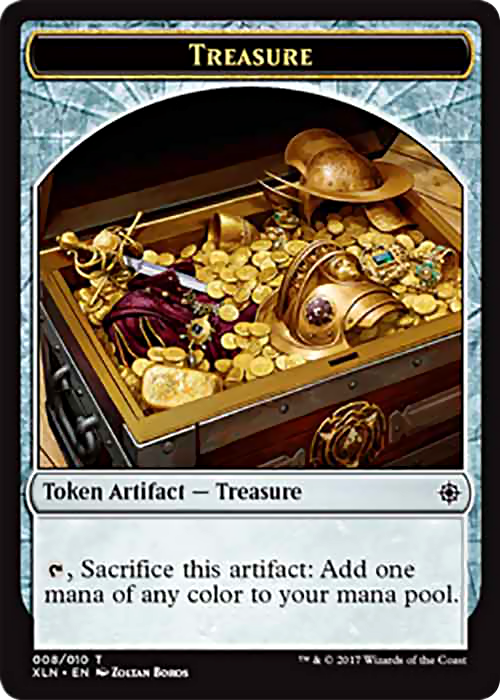 Treasure
Token Artifact — Treasure
, Sacrifice this artifact: Add one
mana of any color to your mana pool.
008/010 T
XLN • EN Zoltan Boros
™ & © 2017 Wizards of the Coast